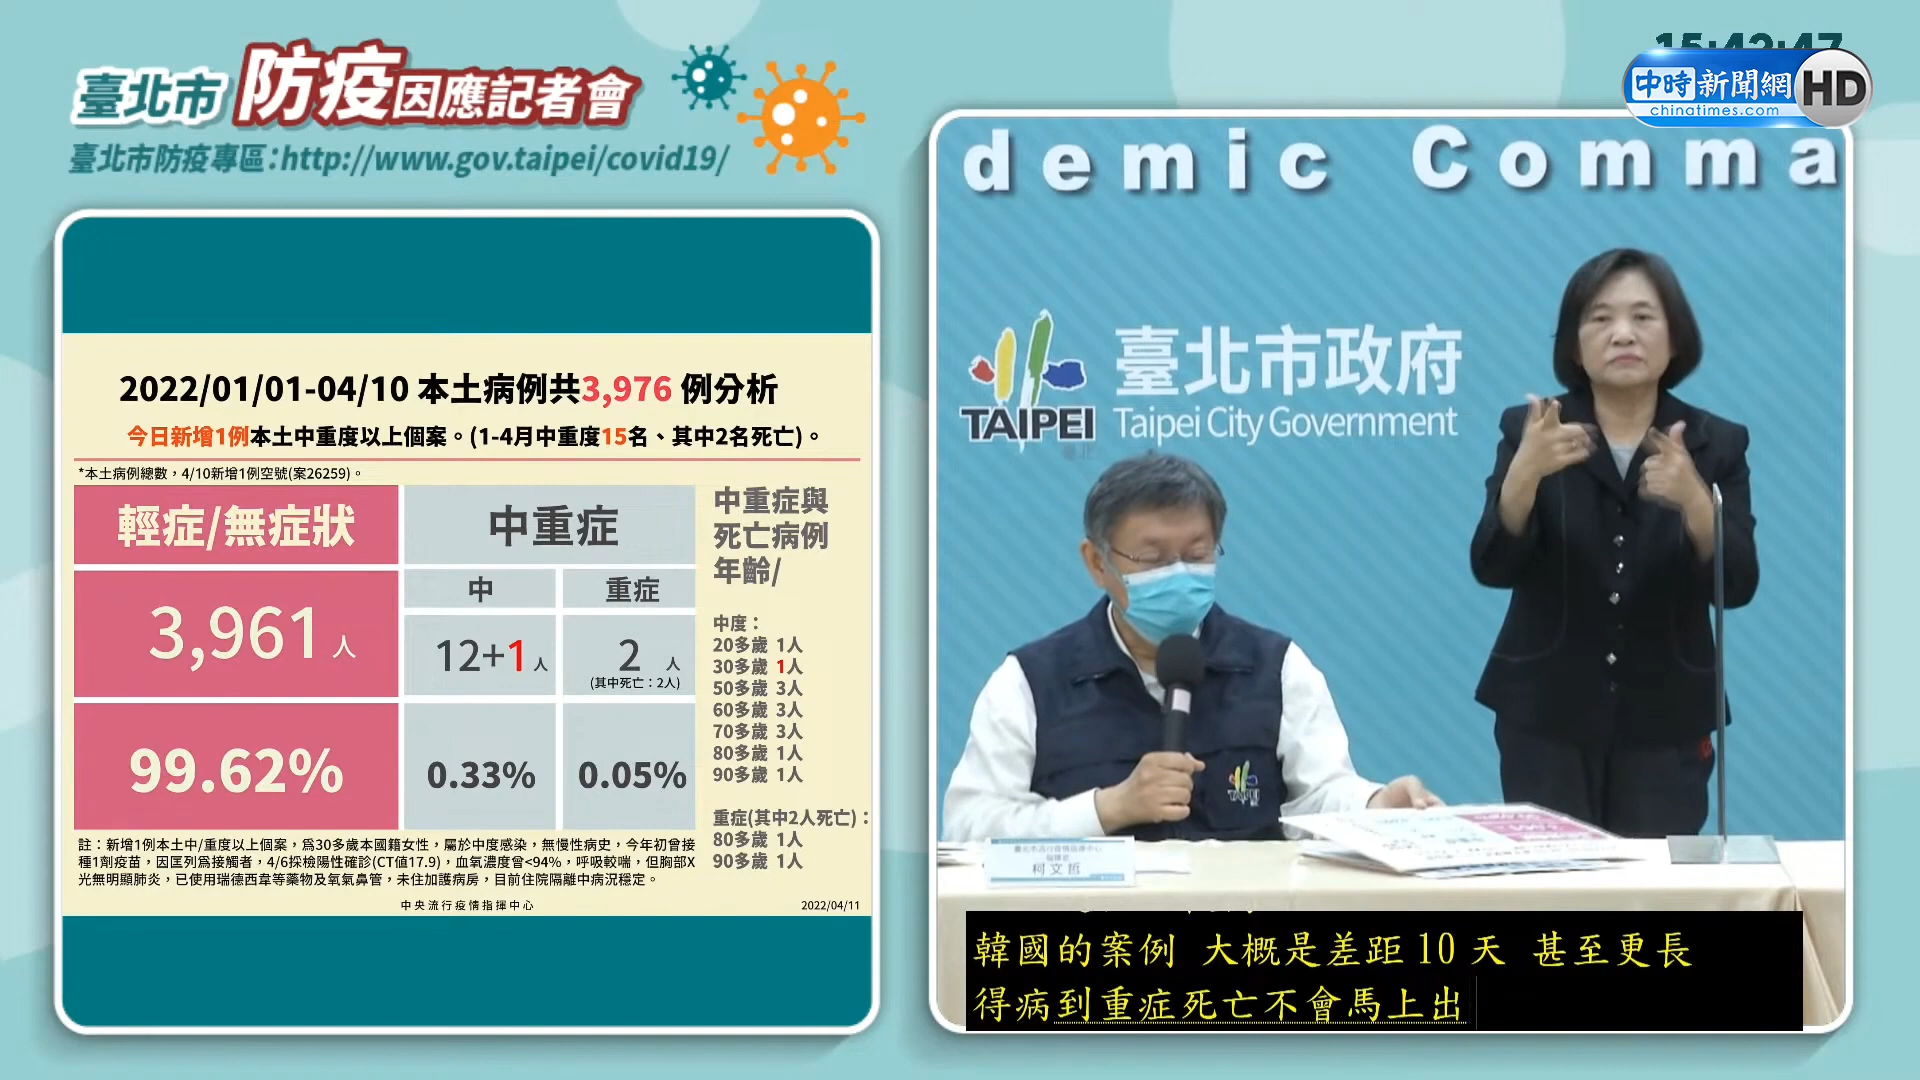 臺北市防疫因應記者會
臺北市防疫專區:http://www.gov.taipei/covid19/
中時新聞網 HD
chinatimes.com
demic Comma
2022/01/01-04/10 本土病例共3,976 例分析
今日新增1例本土中重度以上個案。(1-4月中重度15名、其中2名死亡)。
*本土病例總數，4/10新增1例空號(案26259)。
輕症/無症狀
中重症
中
重症
3,961人
12+1人
2 人
(其中死亡：2人)
99.62%
0.33%
0.05%
中重症與
死亡病例
年齡/
中度：
20多歲 1人
30多歲 1人
50多歲 3人
60多歲 3人
70多歲 3人
80多歲 1人
90多歲 1人
重症(其中2人死亡)：
80多歲 1人
90多歲 1人
註：新增1例本土中/重度以上個案，為30多歲本國籍女性，屬於中度感染，無慢性病史，今年初曾接
種1劑疫苗，因匡列為接觸者，4/6採檢陽性確診(CT值17.9)，血氧濃度曾<94%，呼吸較喘，但胸部X
光無明顯肺炎，已使用瑞德西韋等藥物及氧氣鼻管，未住加護病房，目前住院隔離中病況穩定。
中央流行疫情指揮中心
2022/04/11
臺北市政府
TAIPEI
Taipei City Government
TAIPEI
臺北市流行疫情指揮中心
指揮官
柯文哲
韓國的案例 大概是差距10天 甚至更長
得病到重症死亡不會馬上出